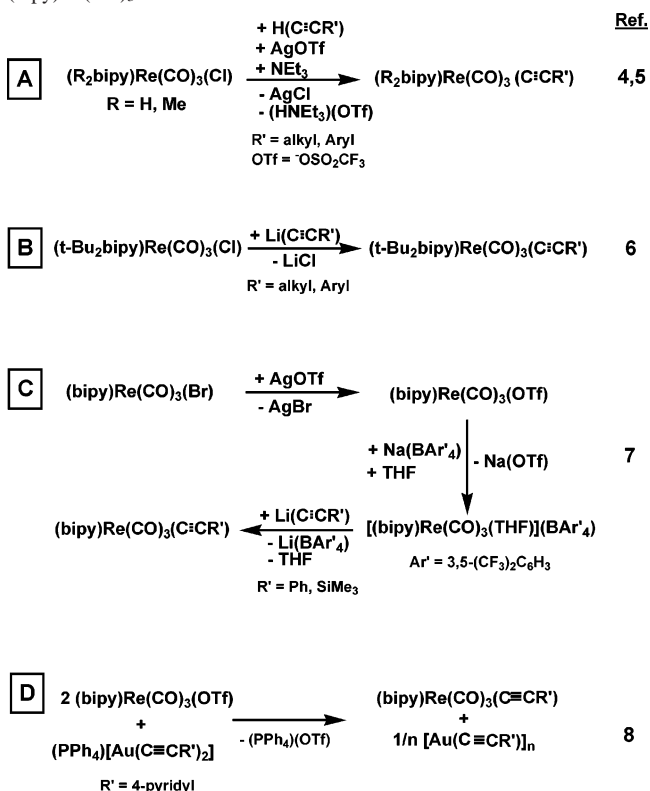 Ref.
A
(R2bipy)Re(CO)3(Cl)
R = H, Me
+ H(C≡CR')
+ AgOTf
+ NEt3
- AgCl
- (HNEt3)(OTf)
R' = alkyl, Aryl
OTf = ⁻OSO2CF3
(R2bipy)Re(CO)3 (C≡CR')
4,5
B
(t-Bu2bipy)Re(CO)3(Cl)
+ Li(C≡CR')
- LiCl
R' = alkyl, Aryl
(t-Bu2bipy)Re(CO)3(C≡CR')
6
C
(bipy)Re(CO)3(Br)
+ AgOTf
- AgBr
(bipy)Re(CO)3(OTf)
+ Na(BAr'4)
+ THF
- Na(OTf)
7
(bipy)Re(CO)3(C≡CR')
+ Li(C≡CR')
- Li(BAr'4)
- THF
R' = Ph, SiMe3
[(bipy)Re(CO)3(THF)](BAr'4)
Ar' = 3,5-(CF3)2C6H3
D
2 (bipy)Re(CO)3(OTf)
+
(PPh4)[Au(C≡CR')2]
R' = 4-pyridyl
- (PPh4)(OTf)
(bipy)Re(CO)3(C≡CR')
+
1/n [Au(C≡CR')]n
8